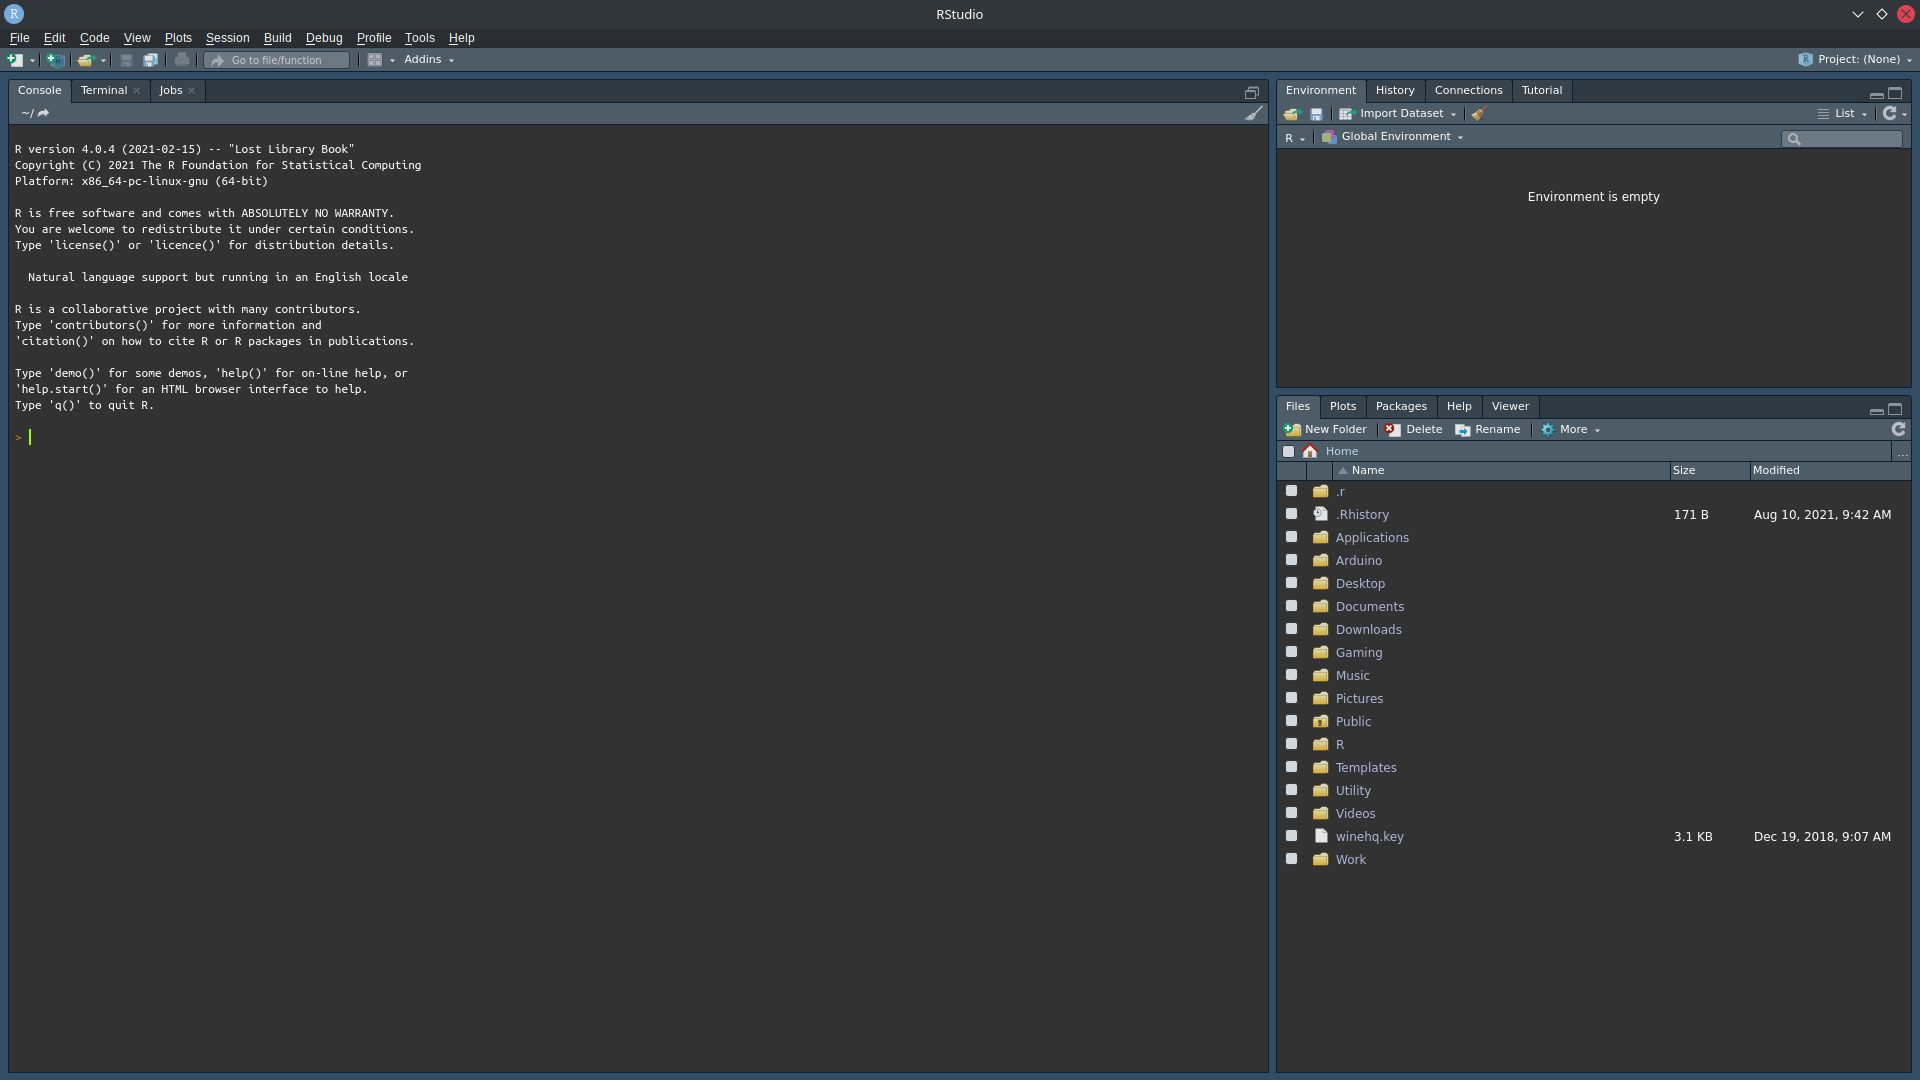 R
RStudio
File Edit Code View Plots Session Build Debug Profile Tools Help
Go to file/function
Addins
Project: (None)
Console Terminal Jobs
~/
R version 4.0.4 (2021-02-15) -- "Lost Library Book"
Copyright (C) 2021 The R Foundation for Statistical Computing
Platform: x86_64-pc-linux-gnu (64-bit)
R is free software and comes with ABSOLUTELY NO WARRANTY.
You are welcome to redistribute it under certain conditions.
Type 'license()' or 'licence()' for distribution details.
Natural language support but running in an English locale
R is a collaborative project with many contributors.
Type 'contributors()' for more information and
'citation()' on how to cite R or R packages in publications.
Type 'demo()' for some demos, 'help()' for on-line help, or
'help.start()' for an HTML browser interface to help.
Type 'q()' to quit R.
>
Environment History Connections Tutorial
Import Dataset
List
R Global Environment
Environment is empty
Files Plots Packages Help Viewer
New Folder Delete Rename More
Home ...
Name Size Modified
.r
.Rhistory 171 B Aug 10, 2021, 9:42 AM
Applications
Arduino
Desktop
Documents
Downloads
Gaming
Music
Pictures
Public
R
Templates
Utility
Videos
winehq.key 3.1 KB Dec 19, 2018, 9:07 AM
Work